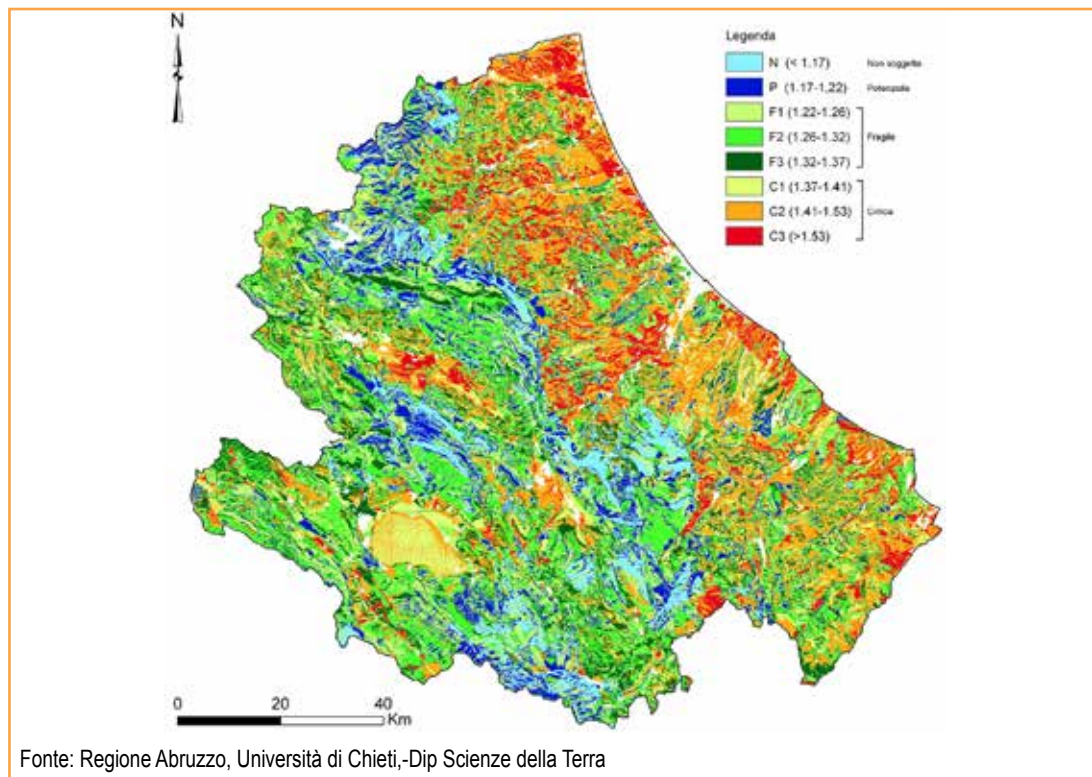 N
Legenda
N (< 1.17) Non soggette
P (1.17-1,22) Potenziale
F1 (1.22-1.26)
F2 (1.26-1.32) Fragile
F3 (1.32-1.37)
C1 (1.37-1.41)
C2 (1.41-1.53) Critica
C3 (>1.53)
0 20 40
Km
Fonte: Regione Abruzzo, Università di Chieti,-Dip Scienze della Terra